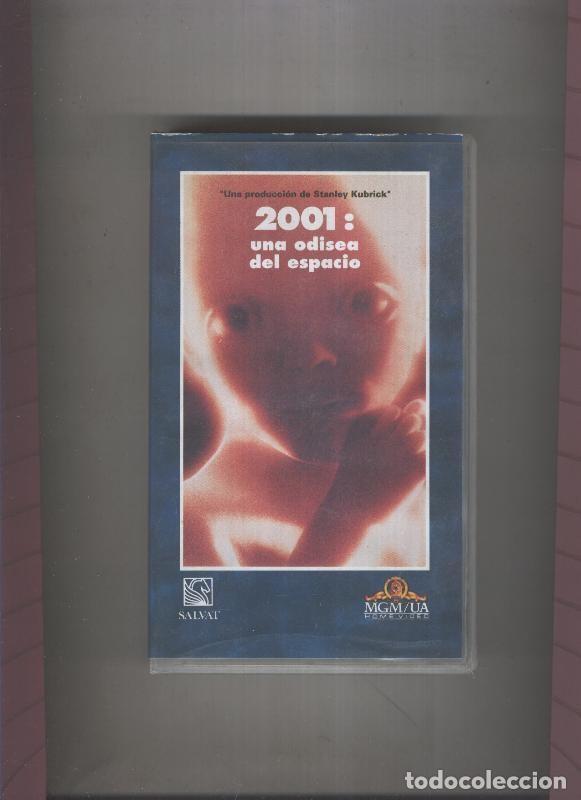 "Una producción de Stanley Kubrick"
2001:
una odisea
del espacio
SALVAT
MGM/UA
HOME VIDEO
todocoleccion